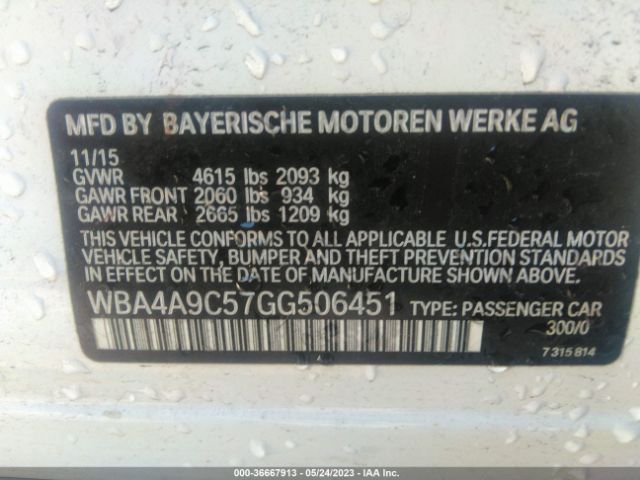 MFD BY BAYERISCHE MOTOREN WERKE AG
11/15
GVWR 4615 lbs 2093 kg
GAWR FRONT 2060 lbs 934 kg
GAWR REAR 2665 lbs 1209 kg
THIS VEHICLE CONFORMS TO ALL APPLICABLE U.S.FEDERAL MOTOR
VEHICLE SAFETY, BUMPER AND THEFT PREVENTION STANDARDS
IN EFFECT ON THE DATE OF MANUFACTURE SHOWN ABOVE.
WBA4A9C57GG506451 TYPE: PASSENGER CAR
300/0
7 315 814
000-36667913 - 05/24/2023 - IAA Inc.